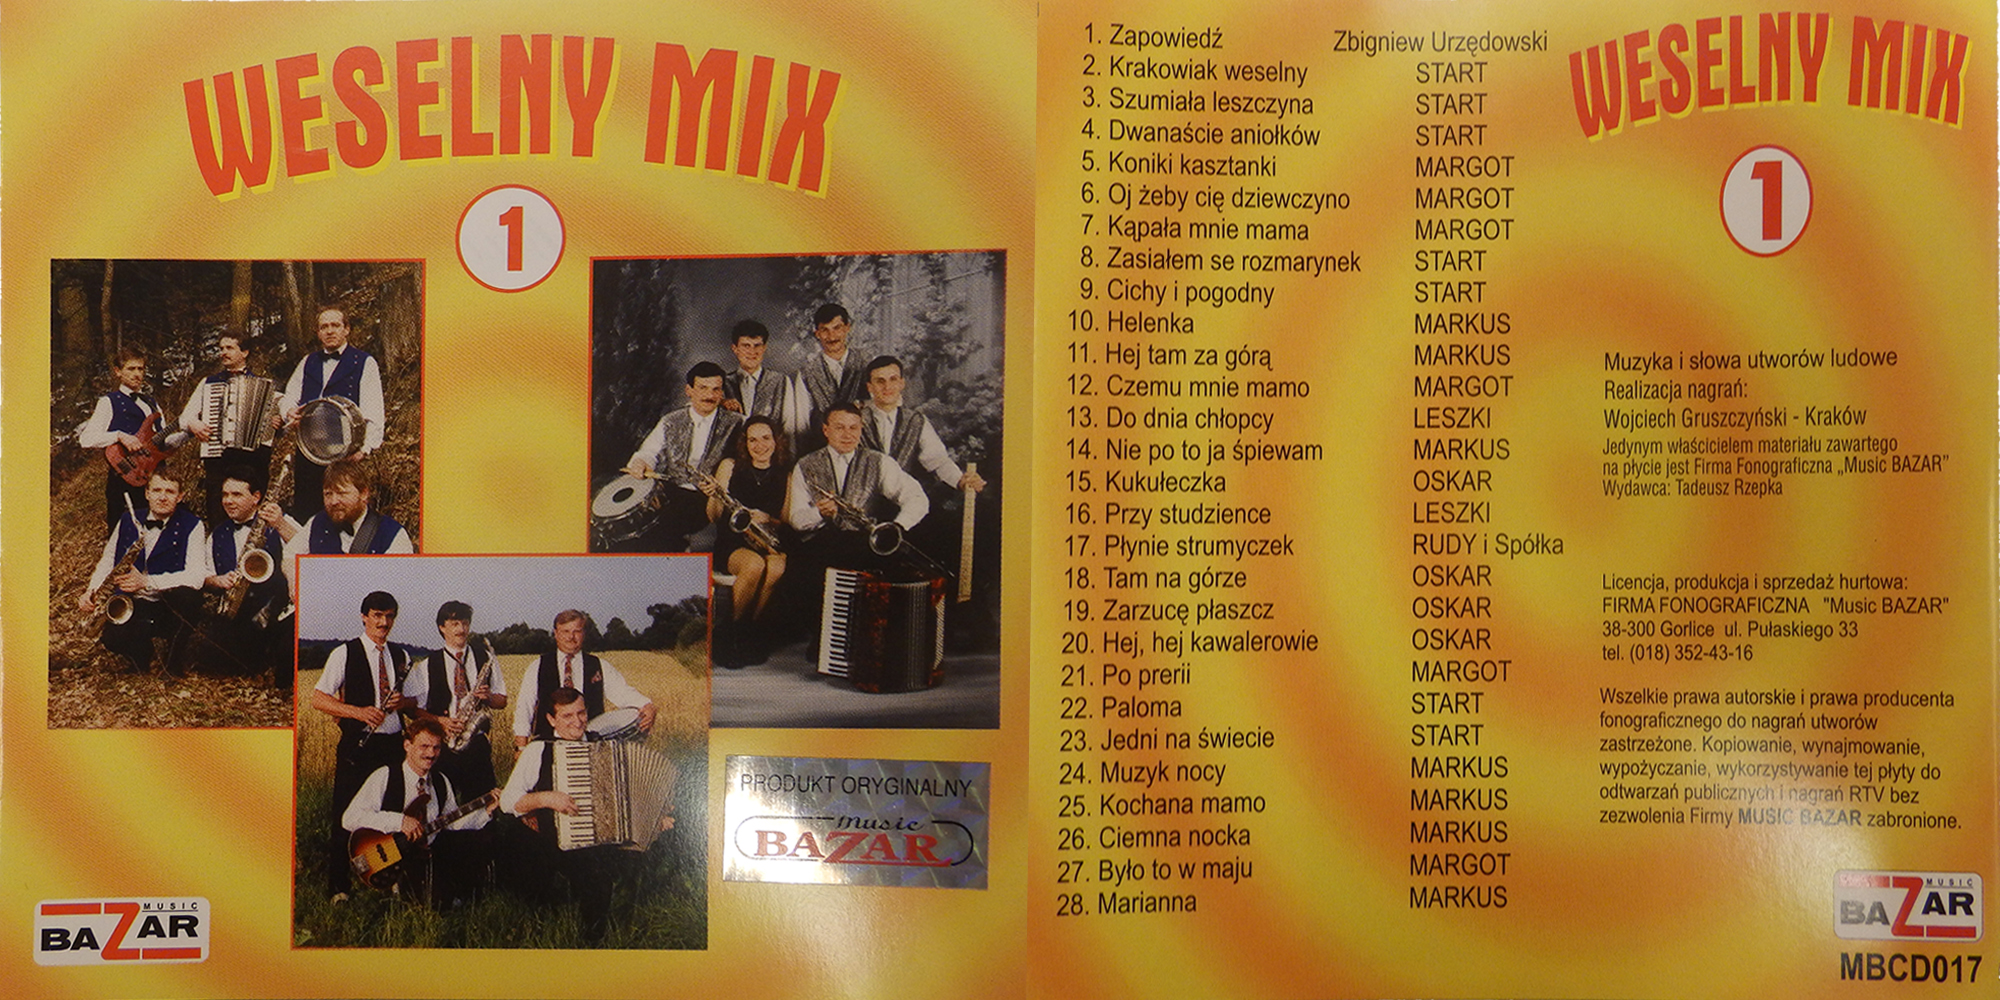 WESELNY MIX
1
PRODUKT ORYGINALNY
music
BAZAR
MUSIC
BAZAR
1. Zapowiedź Zbigniew Urzędowski
2. Krakowiak weselny START
3. Szumiała leszczyna START
4. Dwanaście aniołków START
5. Koniki kasztanki MARGOT
6. Oj żeby cię dziewczyno MARGOT
7. Kąpała mnie mama MARGOT
8. Zasiałem se rozmarynek START
9. Cichy i pogodny START
10. Helenka MARKUS
11. Hej tam za górą MARKUS
12. Czemu mnie mamo MARGOT
13. Do dnia chłopcy LESZKI
14. Nie po to ja śpiewam MARKUS
15. Kukułeczka OSKAR
16. Przy studzience LESZKI
17. Płynie strumyczek RUDY i Spółka
18. Tam na górze OSKAR
19. Zarzucę płaszcz OSKAR
20. Hej, hej kawalerowie OSKAR
21. Po prerii MARGOT
22. Paloma START
23. Jedni na świecie START
24. Muzyk nocy MARKUS
25. Kochana mamo MARKUS
26. Ciemna nocka MARKUS
27. Było to w maju MARGOT
28. Marianna MARKUS
WESELNY MIX
1
Muzyka i słowa utworów ludowe
Realizacja nagrań:
Wojciech Gruszczyński - Kraków
Jedynym właścicielem materiału zawartego
na płycie jest Firma Fonograficzna „Music BAZAR”
Wydawca: Tadeusz Rzepka
Licencja, produkcja i sprzedaż hurtowa:
FIRMA FONOGRAFICZNA "Music BAZAR"
38-300 Gorlice ul. Pułaskiego 33
tel. (018) 352-43-16
Wszelkie prawa autorskie i prawa producenta
fonograficznego do nagrań utworów
zastrzeżone. Kopiowanie, wynajmowanie,
wypożyczanie, wykorzystywanie tej płyty do
odtwarzań publicznych i nagrań RTV bez
zezwolenia Firmy MUSIC BAZAR zabronione.
MUSIC
BAZAR
MBCD017